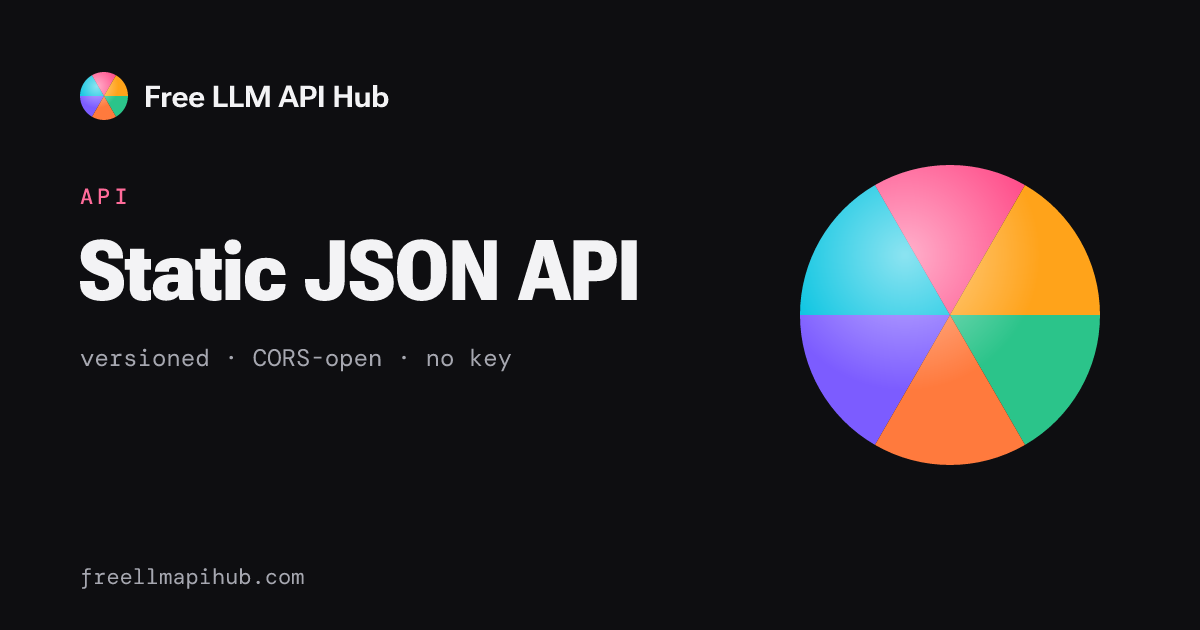 Free LLM API Hub
API
Static JSON API
versioned · CORS-open · no key
freellmapihub.com